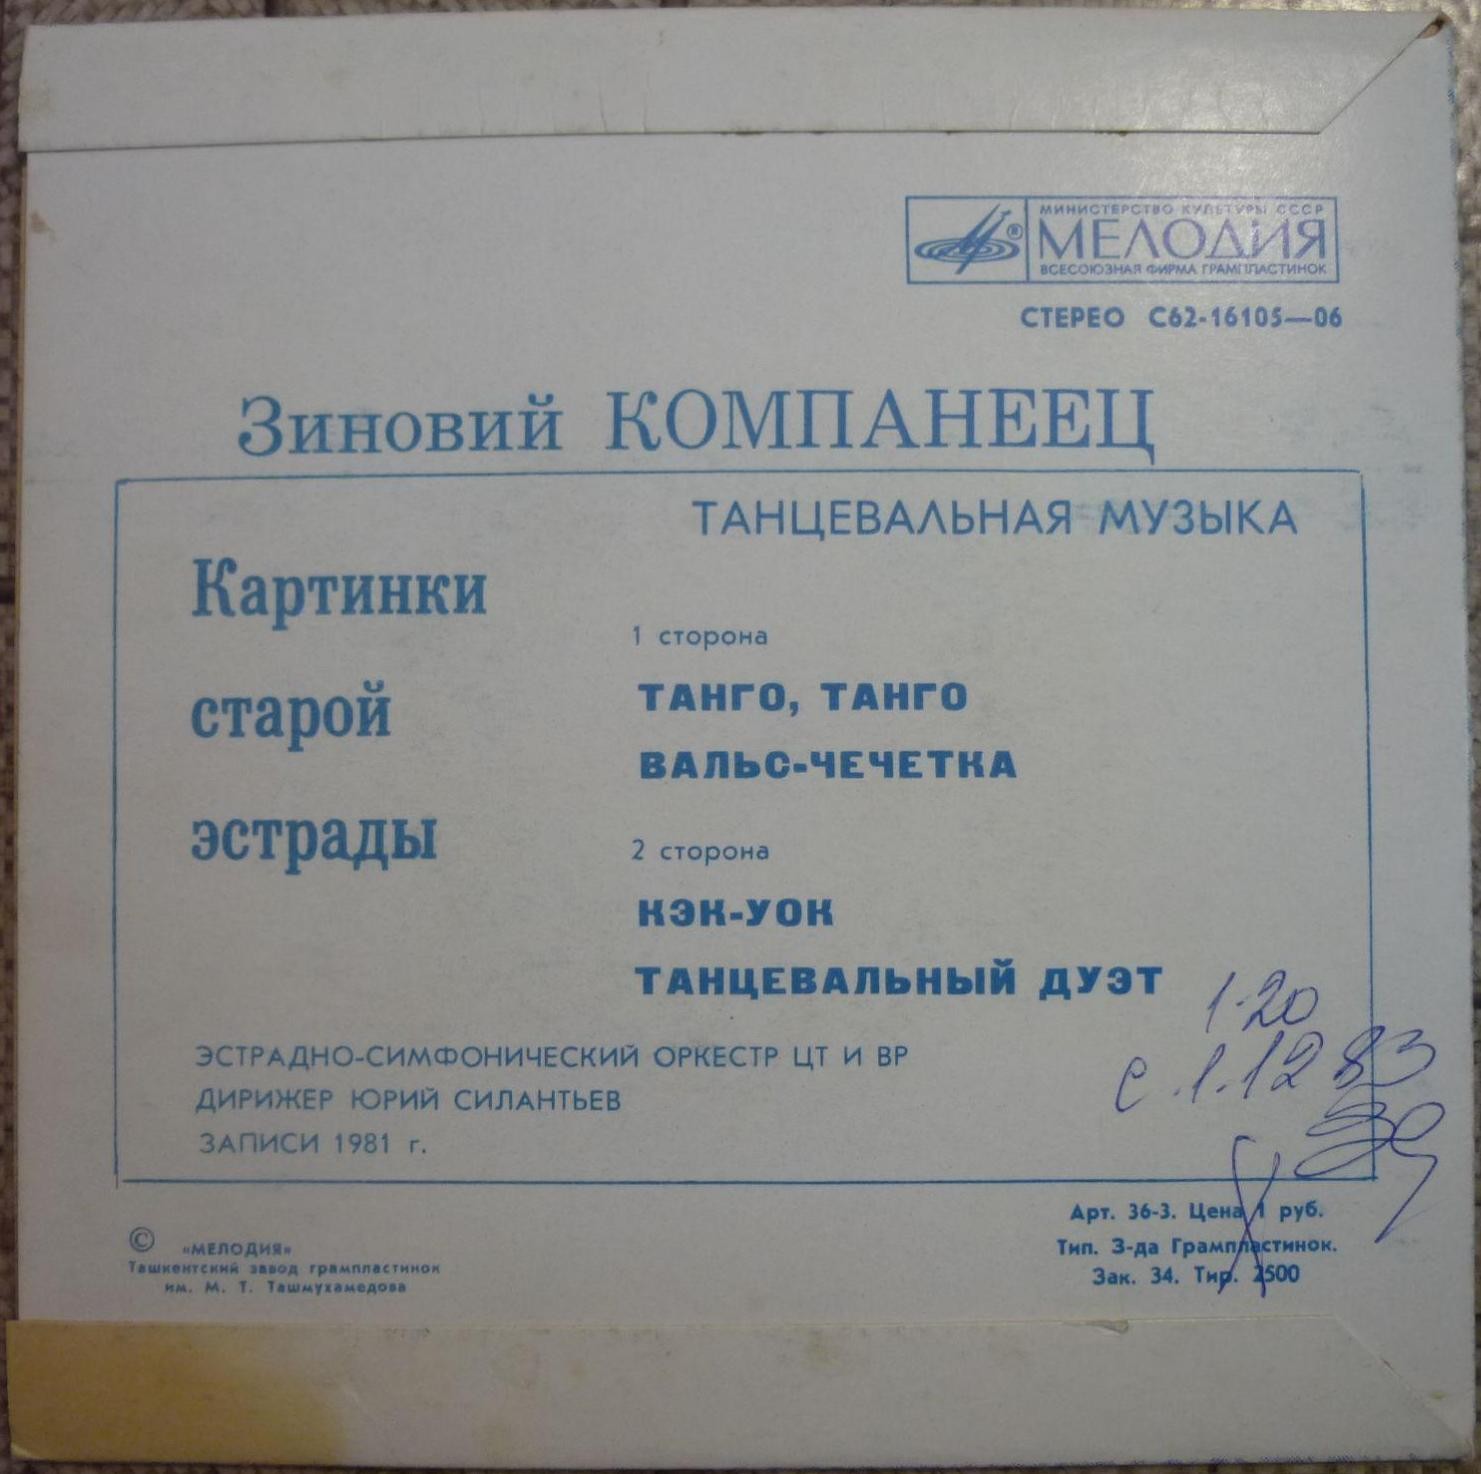 МИНИСТЕРСТВО КУЛЬТУРЫ СССР
МЕЛОДИЯ
ВСЕСОЮЗНАЯ ФИРМА ГРАМПЛАСТИНОК
СТЕРЕО С62-16105—06
Зиновий КОМПАНЕЕЦ
ТАНЦЕВАЛЬНАЯ МУЗЫКА
Картинки
старой
эстрады
1 сторона
ТАНГО, ТАНГО
ВАЛЬС-ЧЕЧЕТКА
2 сторона
КЭК-УОК
ТАНЦЕВАЛЬНЫЙ ДУЭТ
1-20
с 1.12 83
ЭСТРАДНО-СИМФОНИЧЕСКИЙ ОРКЕСТР ЦТ И ВР
ДИРИЖЕР ЮРИЙ СИЛАНТЬЕВ
ЗАПИСИ 1981 г.
© «МЕЛОДИЯ»
Ташкентский завод грампластинок
им. М. Т. Ташмухамедова
Арт. 36-3. Цена 1 руб.
Тип. З-да Грампластинок.
Зак. 34. Тир. 2500